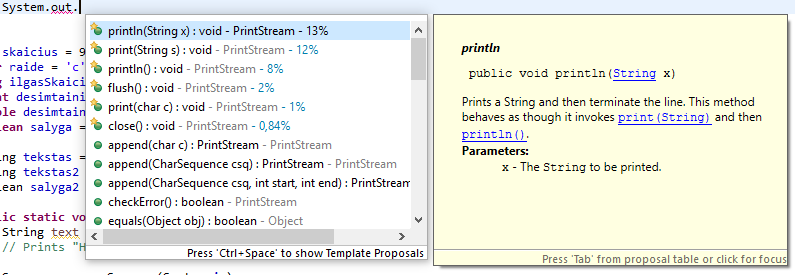 System.out.
println(String x) : void - PrintStream - 13%
print(String s) : void - PrintStream - 12%
println() : void - PrintStream - 8%
flush() : void - PrintStream - 2%
print(char c) : void - PrintStream - 1%
close() : void - PrintStream - 0,84%
append(char c) : PrintStream - PrintStream
append(CharSequence csq) : PrintStream - PrintStream
append(CharSequence csq, int start, int end) : PrintStream
checkError() : boolean - PrintStream
equals(Object obj) : boolean - Object
Press 'Ctrl+Space' to show Template Proposals
println
public void println(String x)
Prints a String and then terminate the line. This method
behaves as though it invokes print(String) and then
println().
Parameters:
x - The String to be printed.
Press 'Tab' from proposal table or click for focus
skaicius = 9
raide = 'c'
ilgasSkaici
desimtaini
desimta
ean salyga =
tekstas =
tekstas2
lean salyga2
lic static vo
String text
// Prints "H